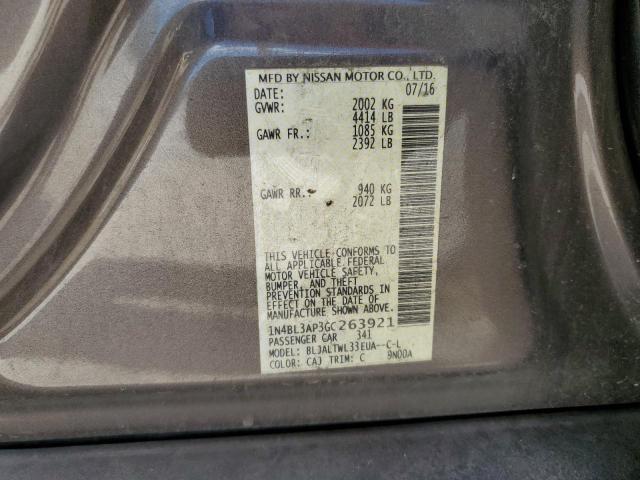 MFD BY NISSAN MOTOR CO., LTD.
DATE: 07/16
GVWR: 2002 KG
4414 LB
GAWR FR.: 1085 KG
2392 LB
GAWR RR.: 940 KG
2072 LB
THIS VEHICLE CONFORMS TO
ALL APPLICABLE FEDERAL
MOTOR VEHICLE SAFETY,
BUMPER, AND THEFT
PREVENTION STANDARDS IN
EFFECT ON THE DATE OF
MANUFACTURE SHOWN ABOVE.
1N4BL3AP3GC263921
PASSENGER CAR 341
MODEL: BLJALTWL33EUA--C-L
COLOR: CAJ TRIM: C 9N00A